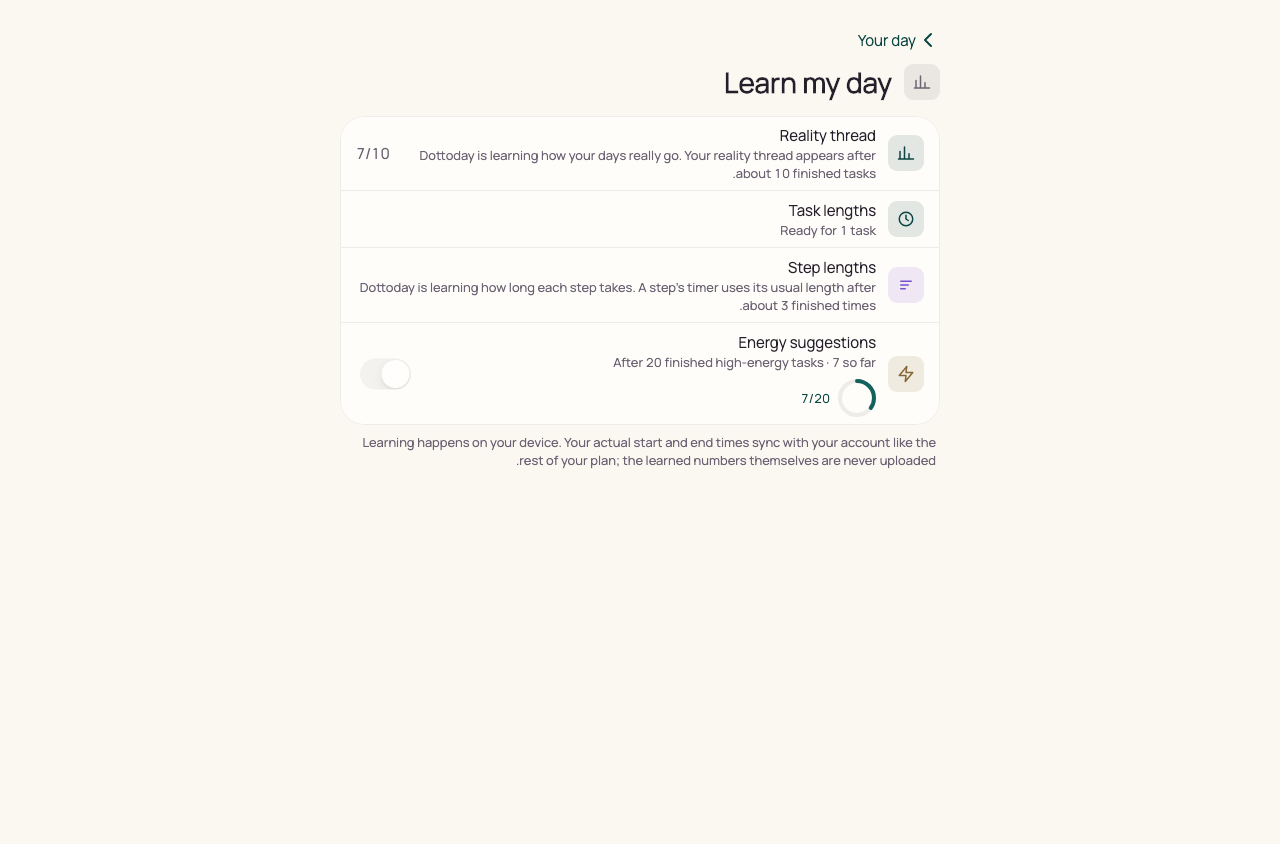 Your day
Learn my day
Reality thread
Dottoday is learning how your days really go. Your reality thread appears after
.about 10 finished tasks
7/10
Task lengths
Ready for 1 task
Step lengths
Dottoday is learning how long each step takes. A step's timer uses its usual length after
.about 3 finished times
Energy suggestions
After 20 finished high-energy tasks · 7 so far
7/20
Learning happens on your device. Your actual start and end times sync with your account like the
.rest of your plan; the learned numbers themselves are never uploaded